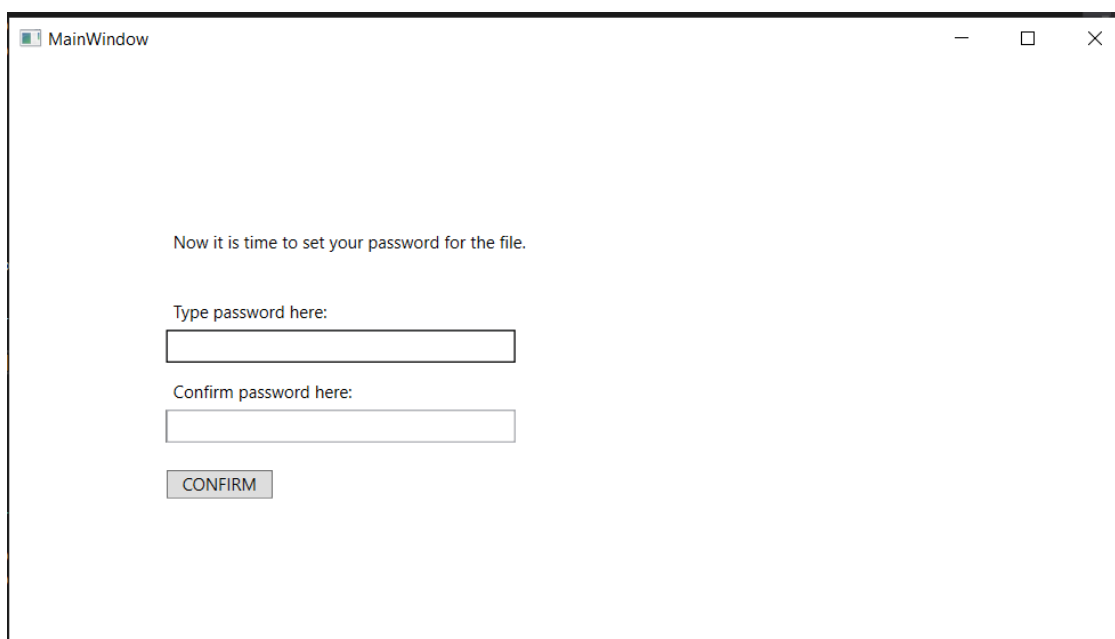 MainWindow
Now it is time to set your password for the file.
Type password here:
Confirm password here:
CONFIRM